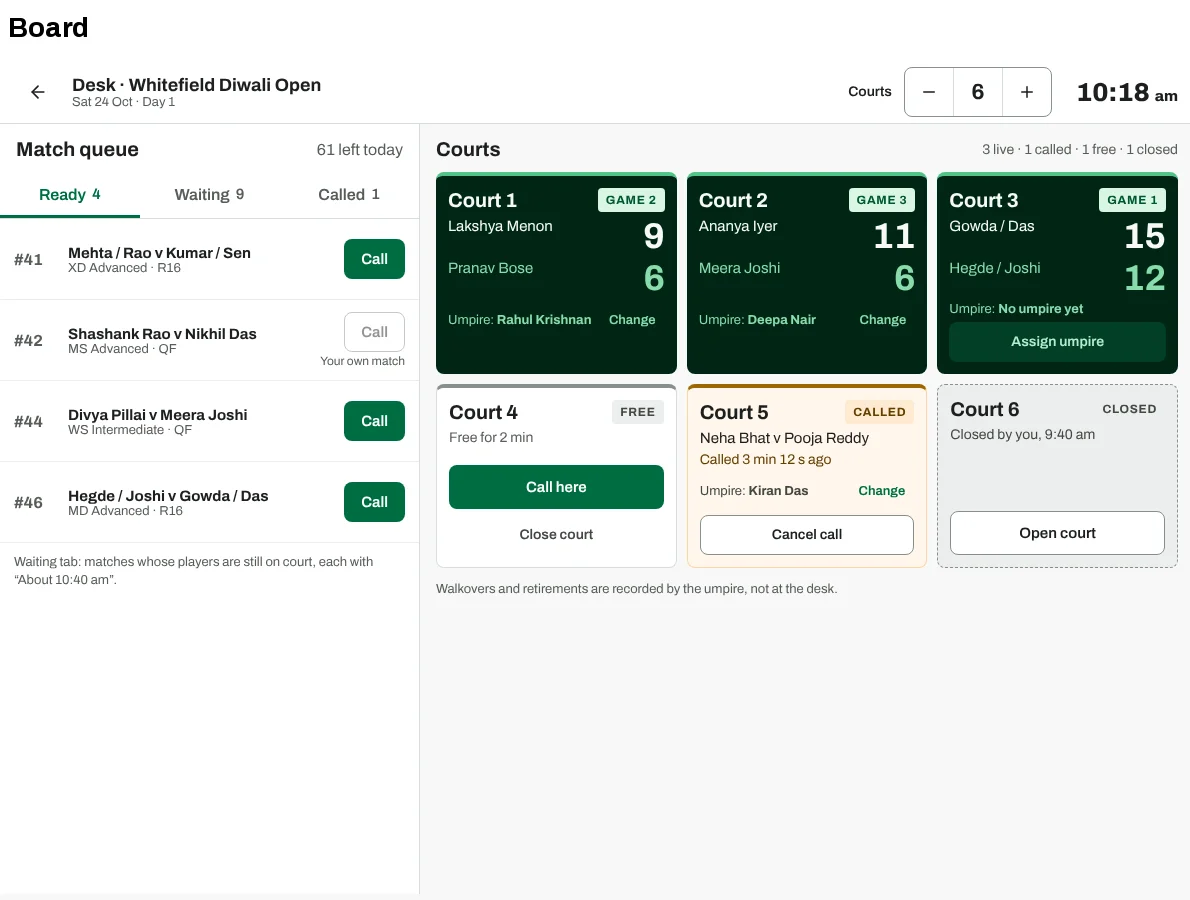 Board
Desk · Whitefield Diwali Open
Sat 24 Oct · Day 1
Courts
−
6
+
10:18 am
Match queue
61 left today
Ready 4
Waiting 9
Called 1
#41
Mehta / Rao v Kumar / Sen
XD Advanced · R16
Call
#42
Shashank Rao v Nikhil Das
MS Advanced · QF
Call
Your own match
#44
Divya Pillai v Meera Joshi
WS Intermediate · QF
Call
#46
Hegde / Joshi v Gowda / Das
MD Advanced · R16
Call
Waiting tab: matches whose players are still on court, each with
“About 10:40 am”.
Courts
3 live · 1 called · 1 free · 1 closed
Court 1
GAME 2
Lakshya Menon
9
Pranav Bose
6
Umpire: Rahul Krishnan
Change
Court 2
GAME 3
Ananya Iyer
11
Meera Joshi
6
Umpire: Deepa Nair
Change
Court 3
GAME 1
Gowda / Das
15
Hegde / Joshi
12
Umpire: No umpire yet
Assign umpire
Court 4
FREE
Free for 2 min
Call here
Close court
Court 5
CALLED
Neha Bhat v Pooja Reddy
Called 3 min 12 s ago
Umpire: Kiran Das
Change
Cancel call
Court 6
CLOSED
Closed by you, 9:40 am
Open court
Walkovers and retirements are recorded by the umpire, not at the desk.